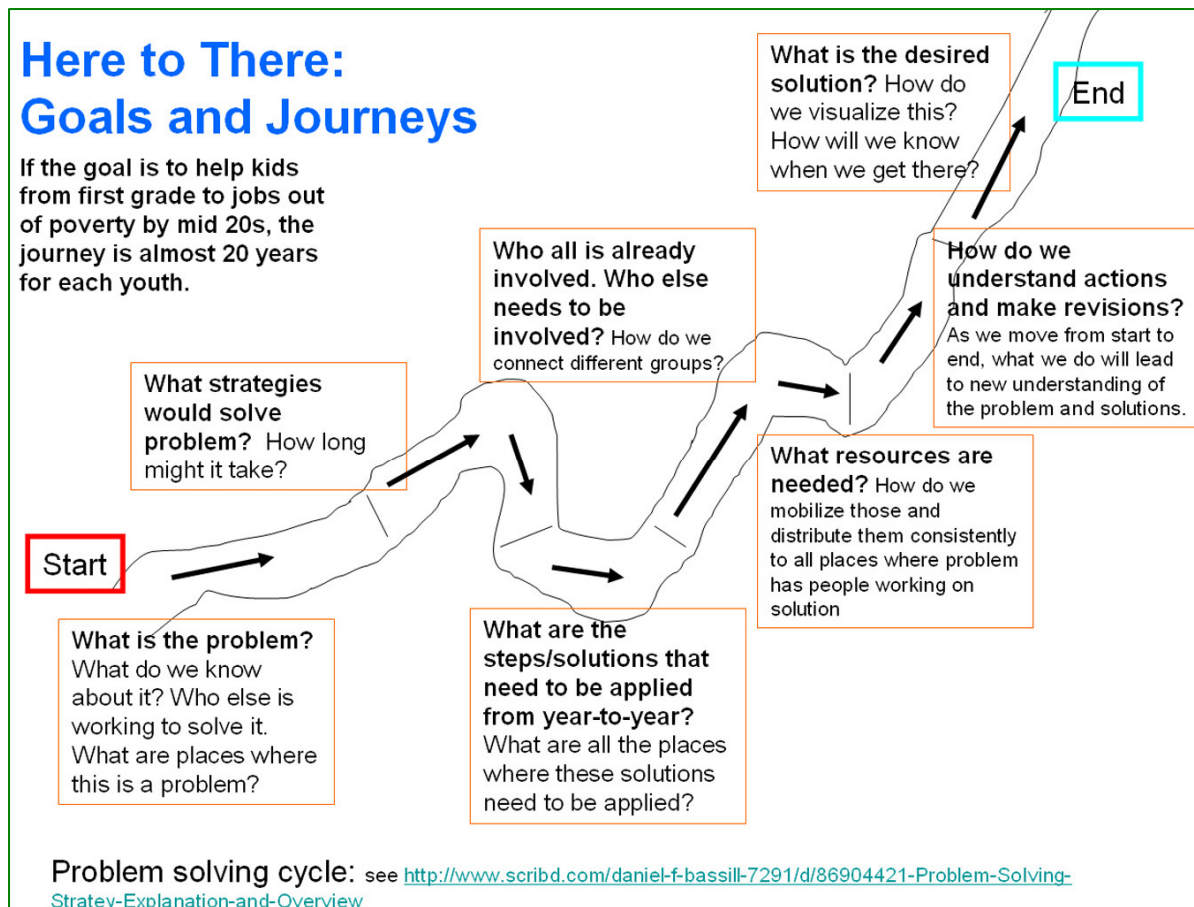 Here to There:
Goals and Journeys
If the goal is to help kids
from first grade to jobs out
of poverty by mid 20s, the
journey is almost 20 years
for each youth.
Start
What is the problem?
What do we know
about it? Who else is
working to solve it.
What are places where
this is a problem?
What strategies
would solve
problem? How long
might it take?
Who all is already
involved. Who else
needs to be
involved? How do we
connect different groups?
What are the
steps/solutions that
need to be applied
from year-to-year?
What are all the places
where these solutions
need to be applied?
What resources are
needed? How do we
mobilize those and
distribute them consistently
to all places where problem
has people working on
solution
How do we
understand actions
and make revisions?
As we move from start to
end, what we do will lead
to new understanding of
the problem and solutions.
What is the desired
solution? How do
we visualize this?
How will we know
when we get there?
End
Problem solving cycle: see http://www.scribd.com/daniel-f-bassill-7291/d/86904421-Problem-Solving-
Stratey-Explanation-and-Overview